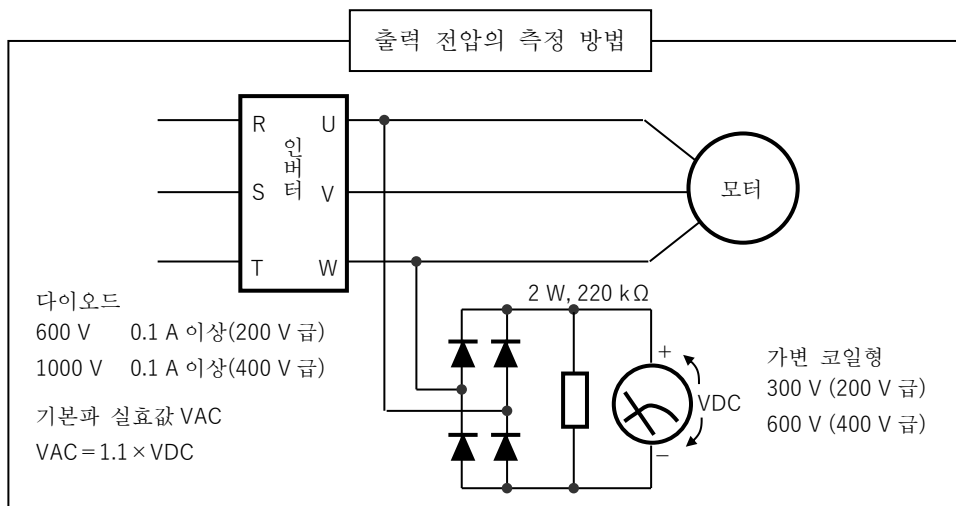 출력 전압의 측정 방법
R
U
인버터
S
V
T
W
모터
다이오드
600 V 0.1 A 이상(200 V 급)
1000 V 0.1 A 이상(400 V 급)
기본파 실효값 VAC
VAC=1.1×VDC
2 W, 220 kΩ
+
VDC
−
가변 코일형
300 V (200 V 급)
600 V (400 V 급)